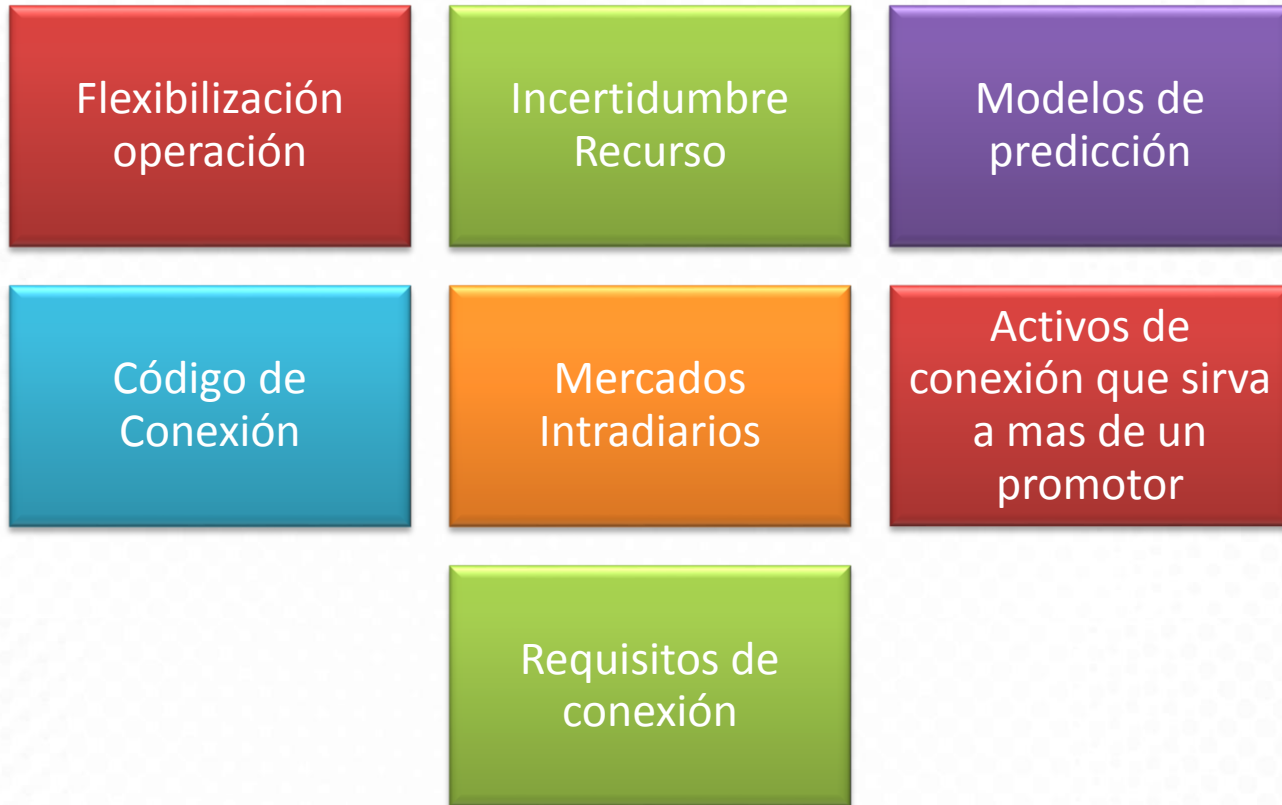 Flexibilización
operación
Incertidumbre
Recurso
Modelos de
predicción
Código de
Conexión
Mercados
Intradiarios
Activos de
conexión que sirva
a mas de un
promotor
Requisitos de
conexión